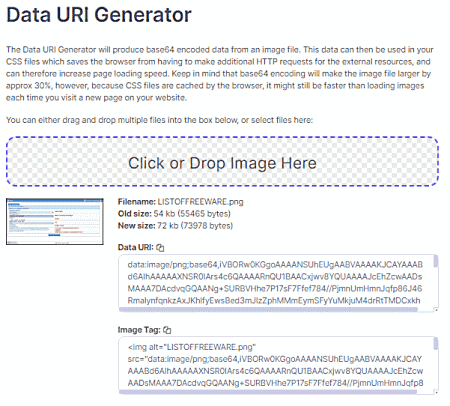 Data URI Generator
The Data URI Generator will produce base64 encoded data from an image file. This data can then be used in your
CSS files which saves the browser from having to make additional HTTP requests for the external resources, and
can therefore increase page loading speed. Keep in mind that base64 encoding will make the image file larger by
approx 30%, however, because CSS files are cached by the browser, it might still be faster than loading images
each time you visit a new page on your website.
You can either drag and drop multiple files into the box below, or select files here:
Click or Drop Image Here
Filename: LISTOFFREEWARE.png
Old size: 54 kb (55465 bytes)
New size: 72 kb (73978 bytes)
Data URI:
data:image/png;base64,iVBORw0KGgoAAAANSUhEUgAABVAAAAKJCAYAAAB
d6AlhAAAAAXNSR0IArs4c6QAAAARnQU1BAACxjwv8YQUAAAAJcEhZcwAADs
MAAA7DAcdvqGQAANg+SURBVHhe7P17sF7Ffef784//PjmnUmHmnJqfp86J46
RmalynfqnkzAxJKhlfyEwsBed3mJlzZphMMmEymSFyYuMkjuM4drRtTMDCxkh
Image Tag:
<img alt="LISTOFFREEWARE.png"
src="data:image/png;base64,iVBORw0KGgoAAAANSUhEUgAABVAAAAKJCAY
AAABd6AlhAAAAAXNSR0IArs4c6QAAAARnQU1BAACxjwv8YQUAAAAJcEhZcw
AADsMAAA7DAcdvqGQAANg+SURBVHhe7P17sF7Ffef784//PjmnUmHmnJqfp8